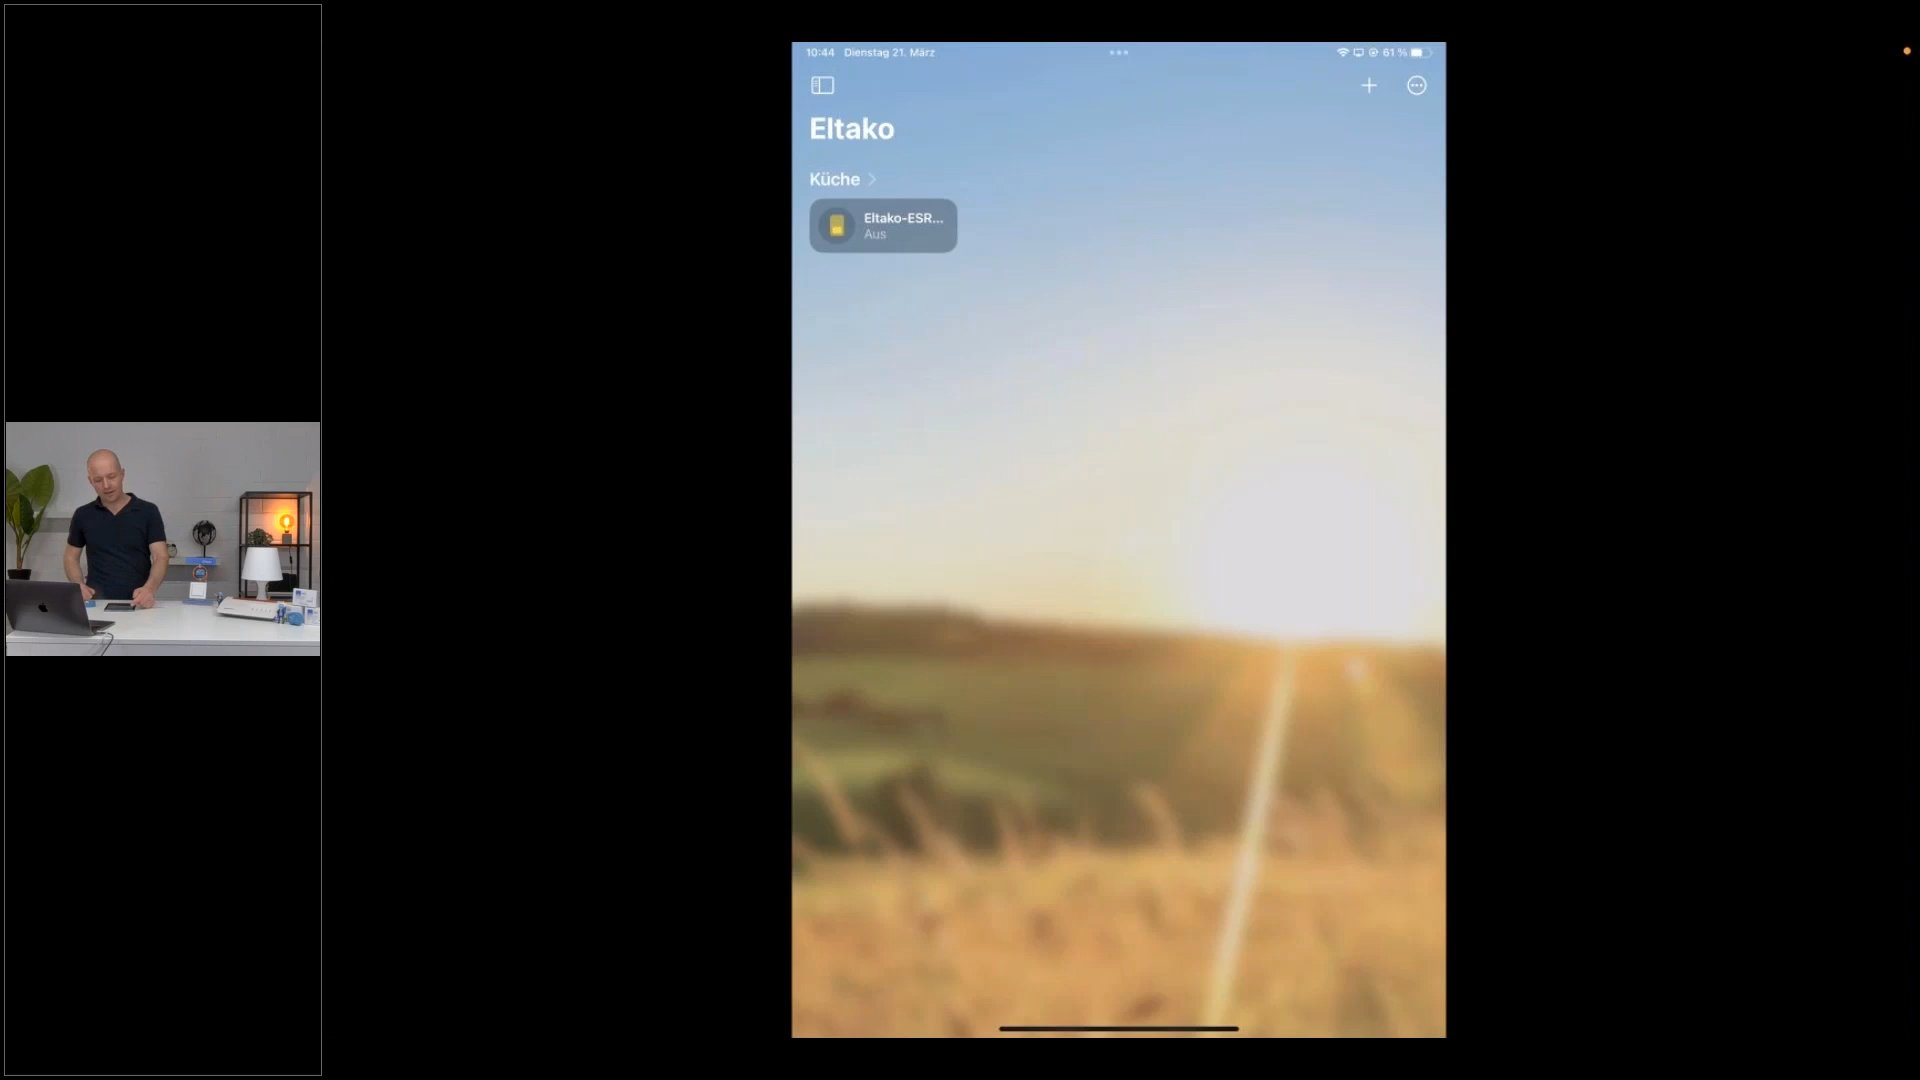 10:44 Dienstag 21. März
61 %
Eltako
Küche
Eltako-ESR...
Aus